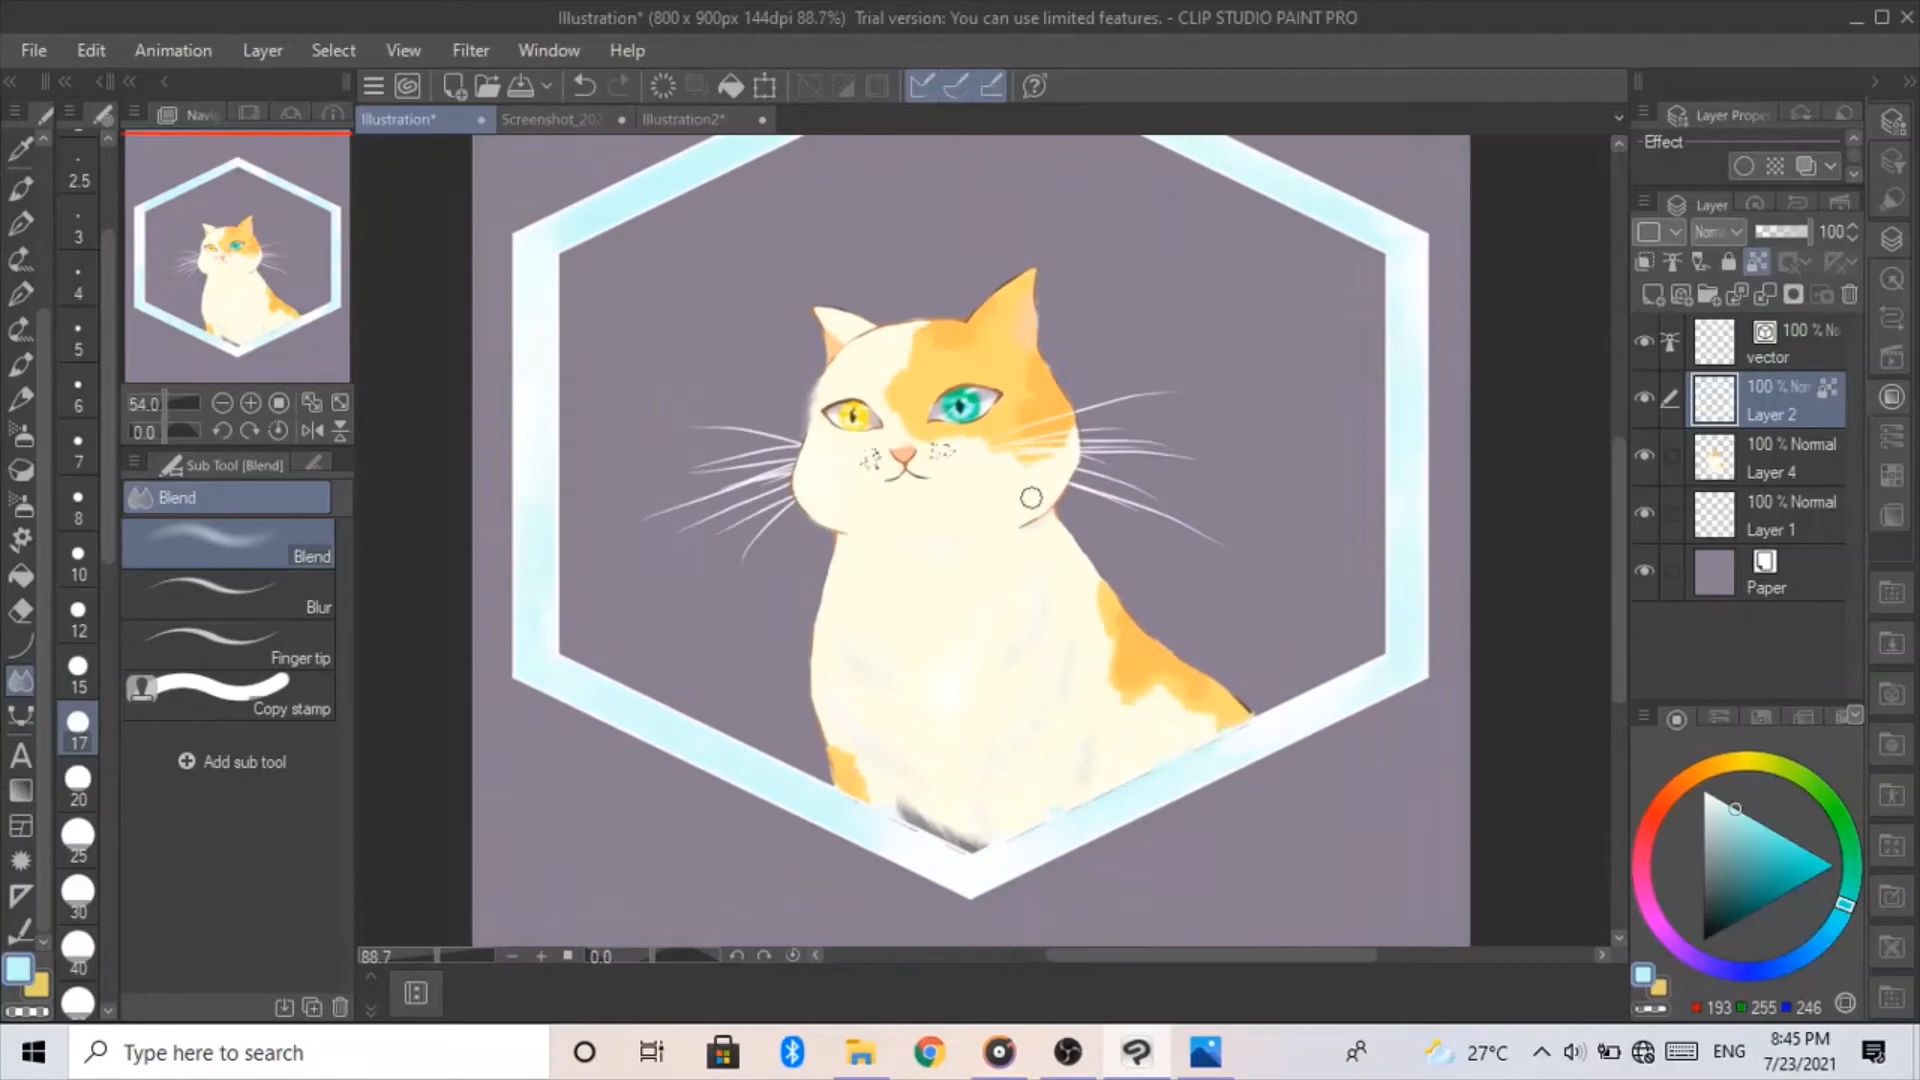 Illustration* (800 x 900px 144dpi 88.7%)  Trial version: You can use limited features. - CLIP STUDIO PAINT PRO
File Edit Animation Layer Select View Filter Window Help
Illustration* Screenshot_202 Illustration2*
Navig
Layer Prope
Effect
Layer
Norm 100
2.5
3
4
5
6
7
8
10
12
15
17
20
25
30
40
54.0
0.0
Sub Tool [Blend]
Blend
Blend
Blur
Finger tip
Copy stamp
Add sub tool
100 % No
vector
100 % Nor
Layer 2
100 % Normal
Layer 4
100 % Normal
Layer 1
Paper
88.7 0.0
193 255 246
Type here to search
27°C ENG
8:45 PM
7/23/2021